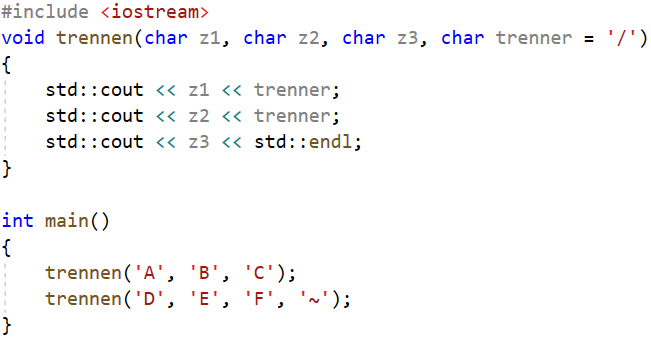 #include <iostream>
void trennen(char z1, char z2, char z3, char trenner = '/')
{
    std::cout << z1 << trenner;
    std::cout << z2 << trenner;
    std::cout << z3 << std::endl;
}

int main()
{
    trennen('A', 'B', 'C');
    trennen('D', 'E', 'F', '~');
}